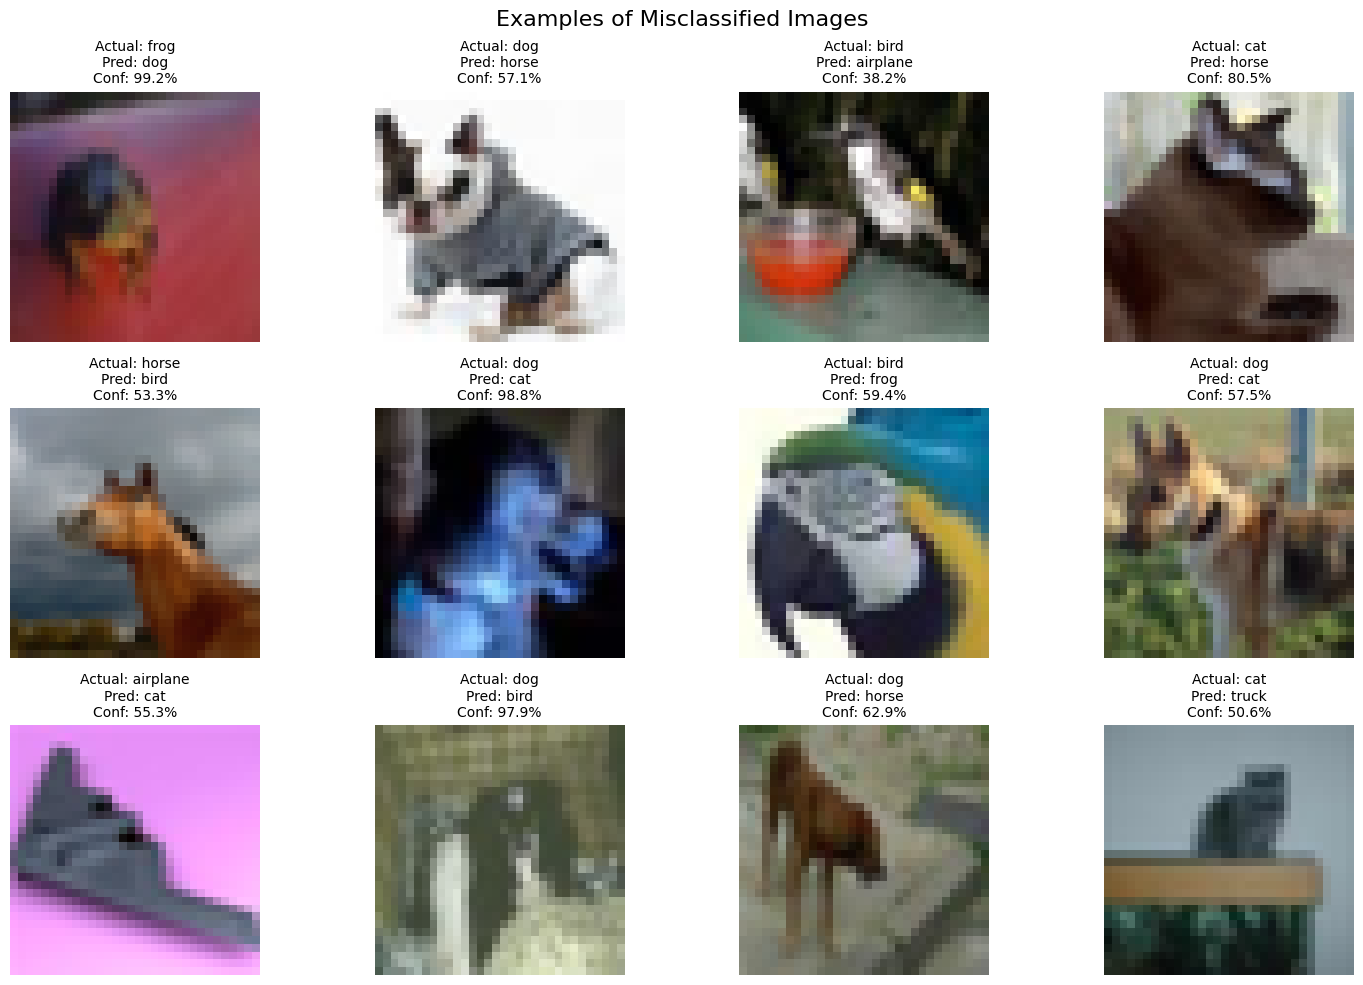 Examples of Misclassified Images
Actual: frog
Pred: dog
Conf: 99.2%
Actual: dog
Pred: horse
Conf: 57.1%
Actual: bird
Pred: airplane
Conf: 38.2%
Actual: cat
Pred: horse
Conf: 80.5%
Actual: horse
Pred: bird
Conf: 53.3%
Actual: dog
Pred: cat
Conf: 98.8%
Actual: bird
Pred: frog
Conf: 59.4%
Actual: dog
Pred: cat
Conf: 57.5%
Actual: airplane
Pred: cat
Conf: 55.3%
Actual: dog
Pred: bird
Conf: 97.9%
Actual: dog
Pred: horse
Conf: 62.9%
Actual: cat
Pred: truck
Conf: 50.6%